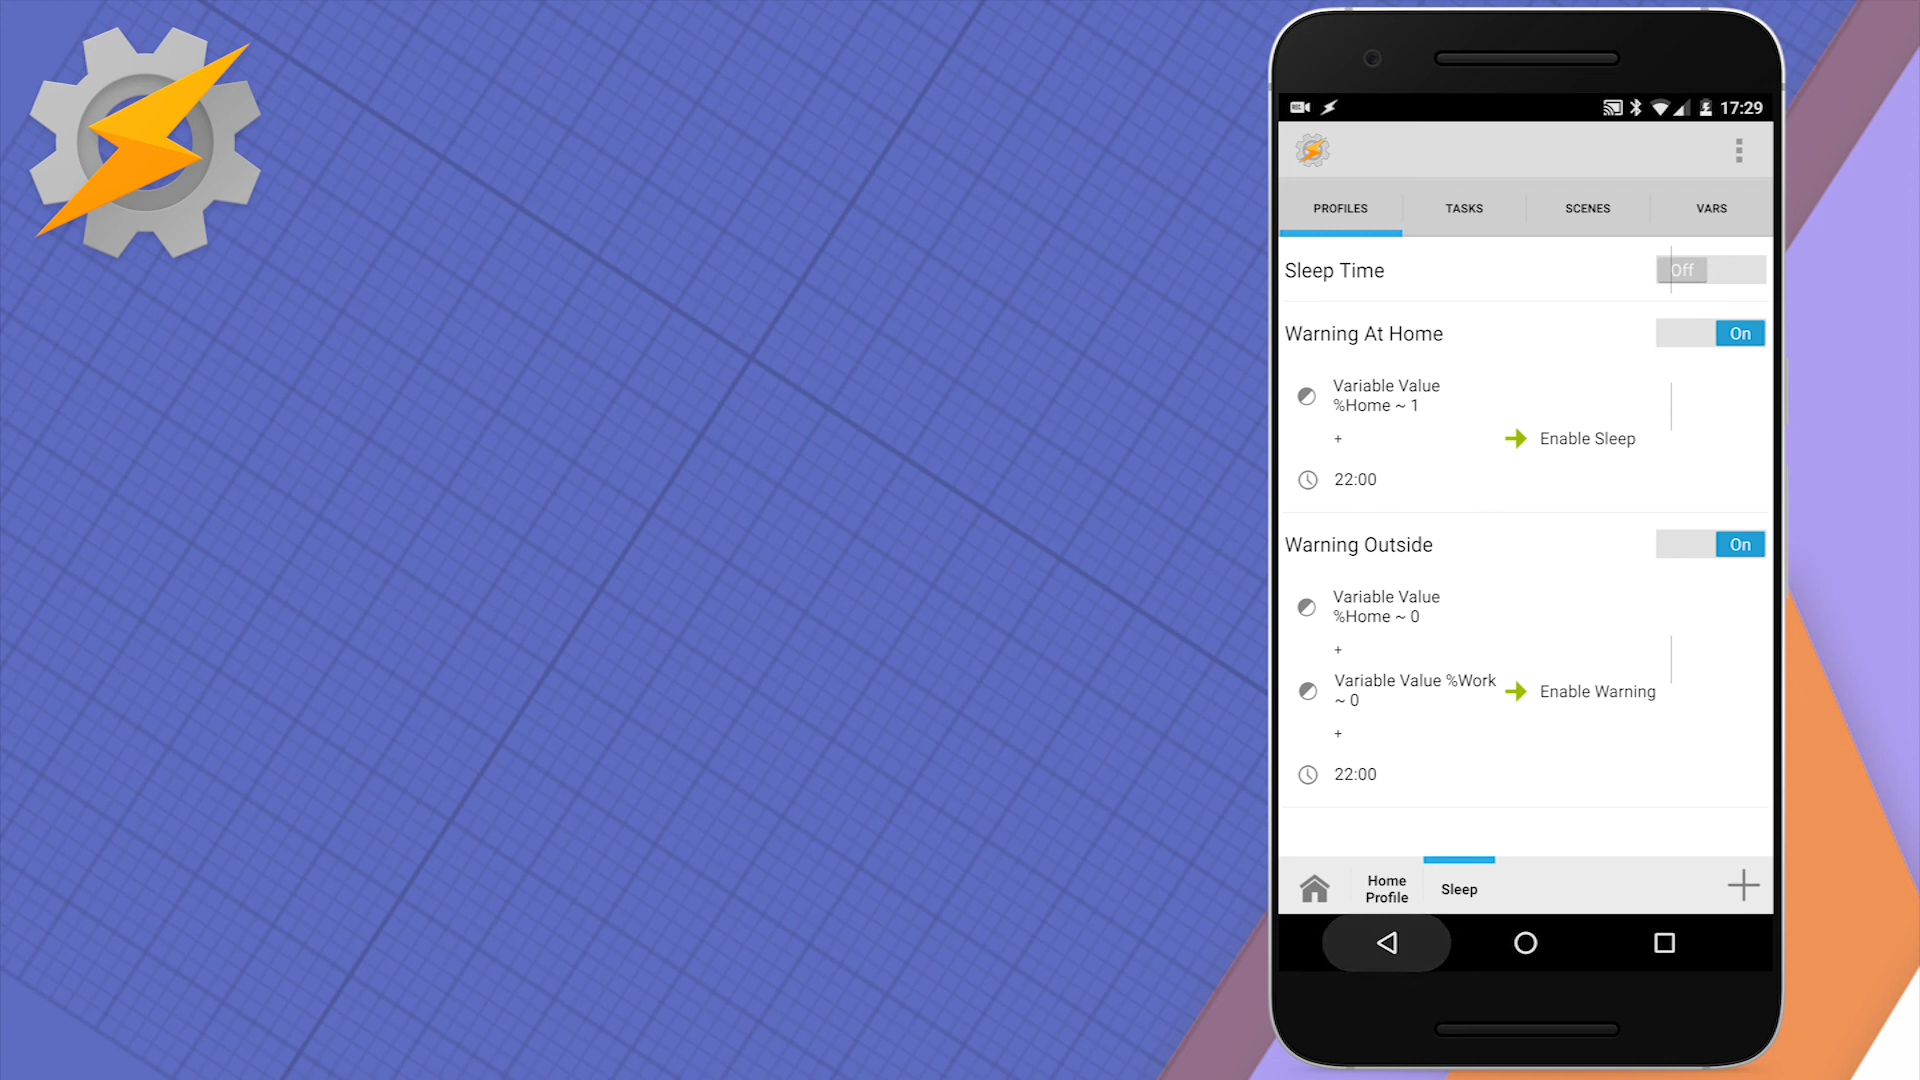 17:29
PROFILES TASKS SCENES VARS
Sleep Time Off
Warning At Home On
Variable Value
%Home ~ 1
+
Enable Sleep
22:00
Warning Outside On
Variable Value
%Home ~ 0
+
Variable Value %Work
~ 0
Enable Warning
+
22:00
Home
Profile
Sleep